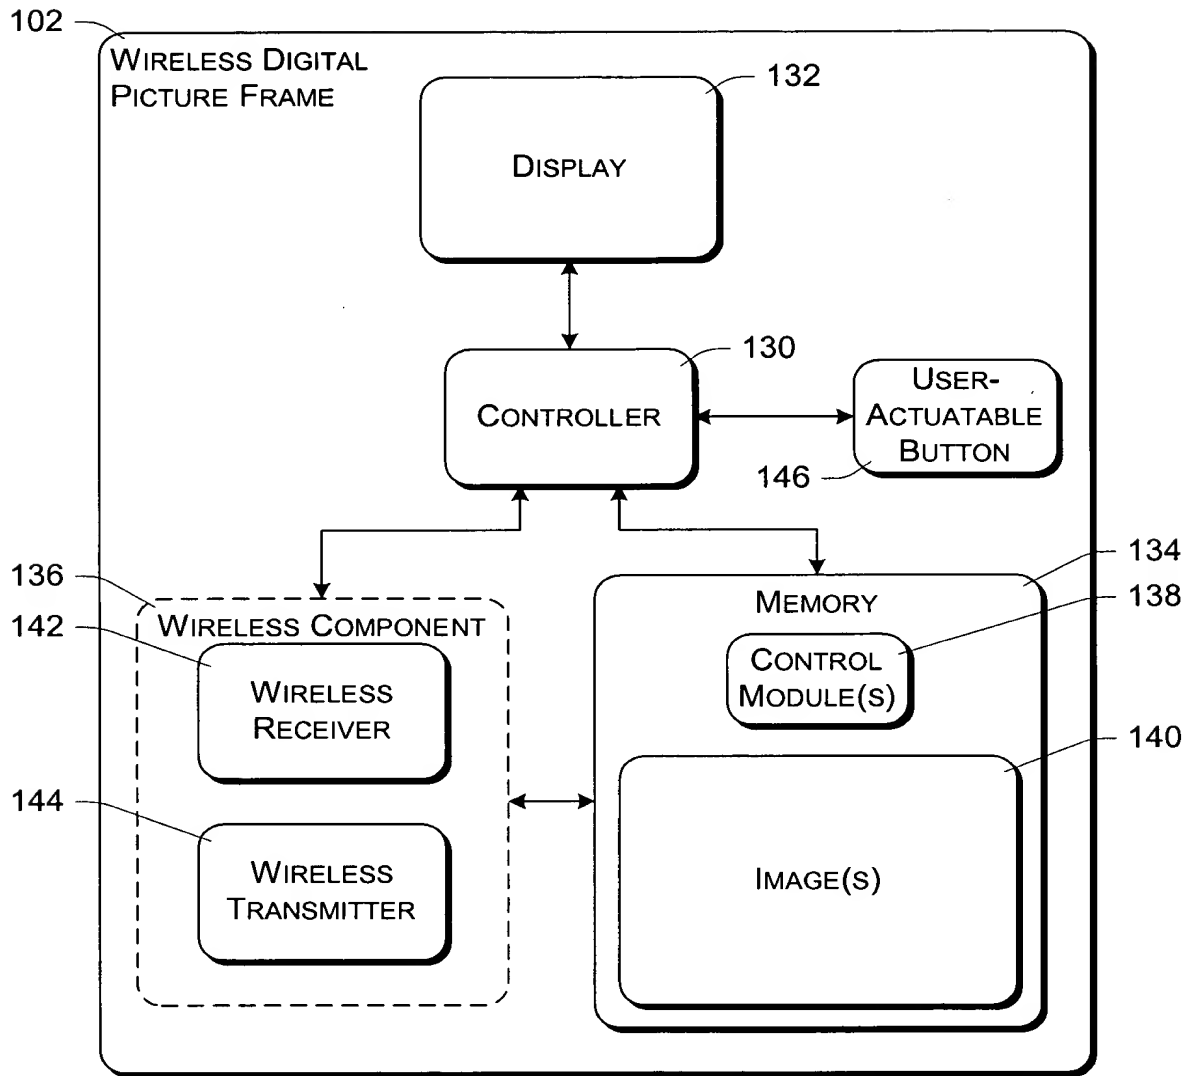 102
WIRELESS DIGITAL
PICTURE FRAME
132
DISPLAY
130
CONTROLLER
USER-
ACTUATABLE
BUTTON
146
136
134
WIRELESS COMPONENT
MEMORY
138
142
CONTROL
MODULE(S)
WIRELESS
RECEIVER
140
144
WIRELESS
TRANSMITTER
IMAGE(S)